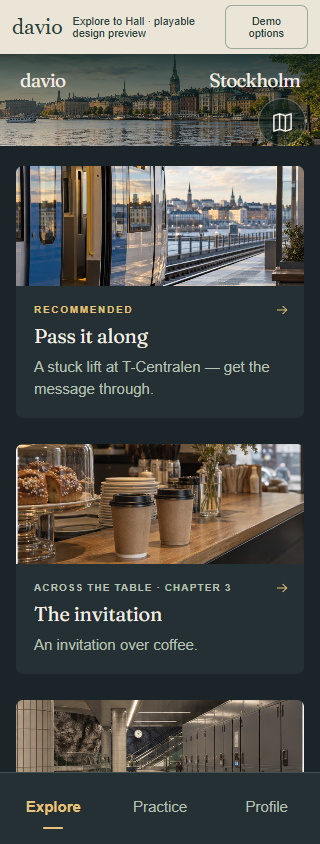 davio
Explore to Hall · playable
design preview
Demo
options
davio
Stockholm
RECOMMENDED
Pass it along
A stuck lift at T-Centralen — get the
message through.
ACROSS THE TABLE · CHAPTER 3
The invitation
An invitation over coffee.
Explore
Practice
Profile